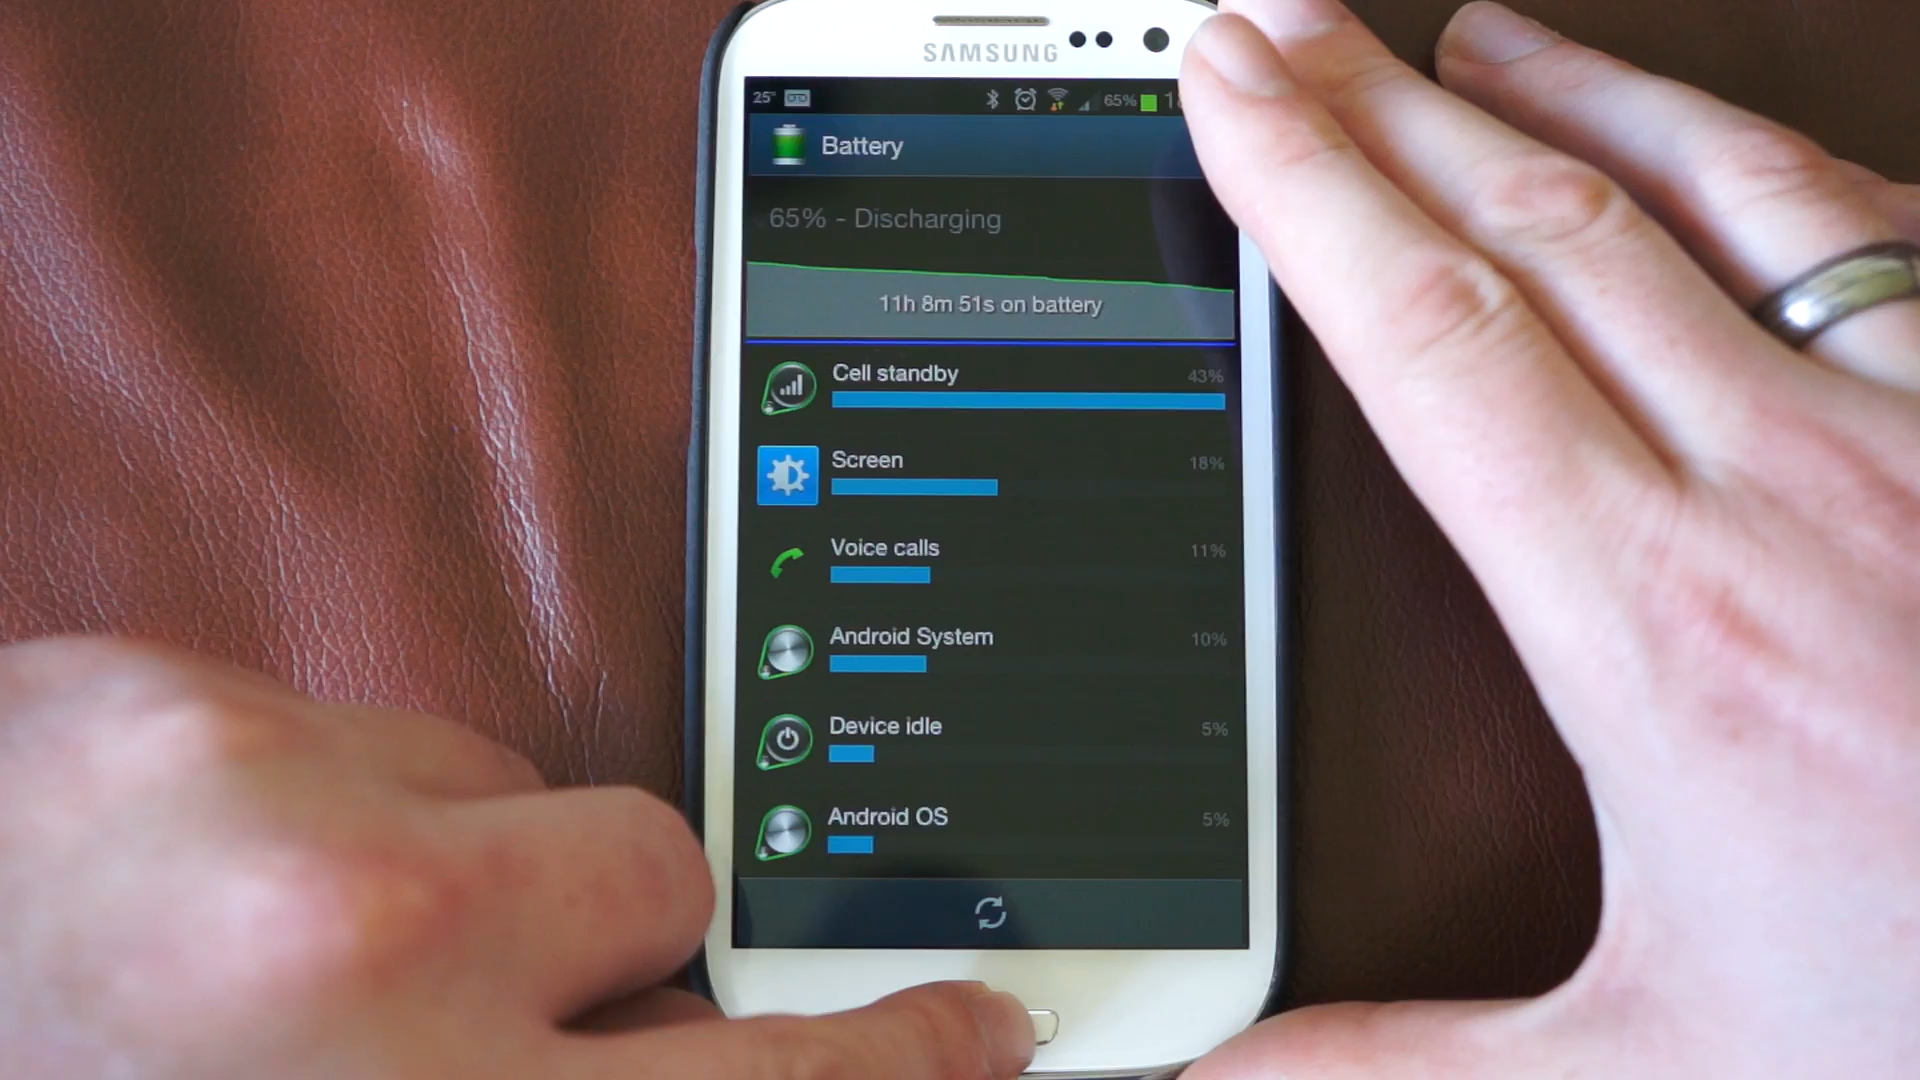 SAMSUNG
25°
65%
Battery
65% - Discharging
11h 8m 51s on battery
Cell standby 43%
Screen 18%
Voice calls 11%
Android System 10%
Device idle 5%
Android OS 5%